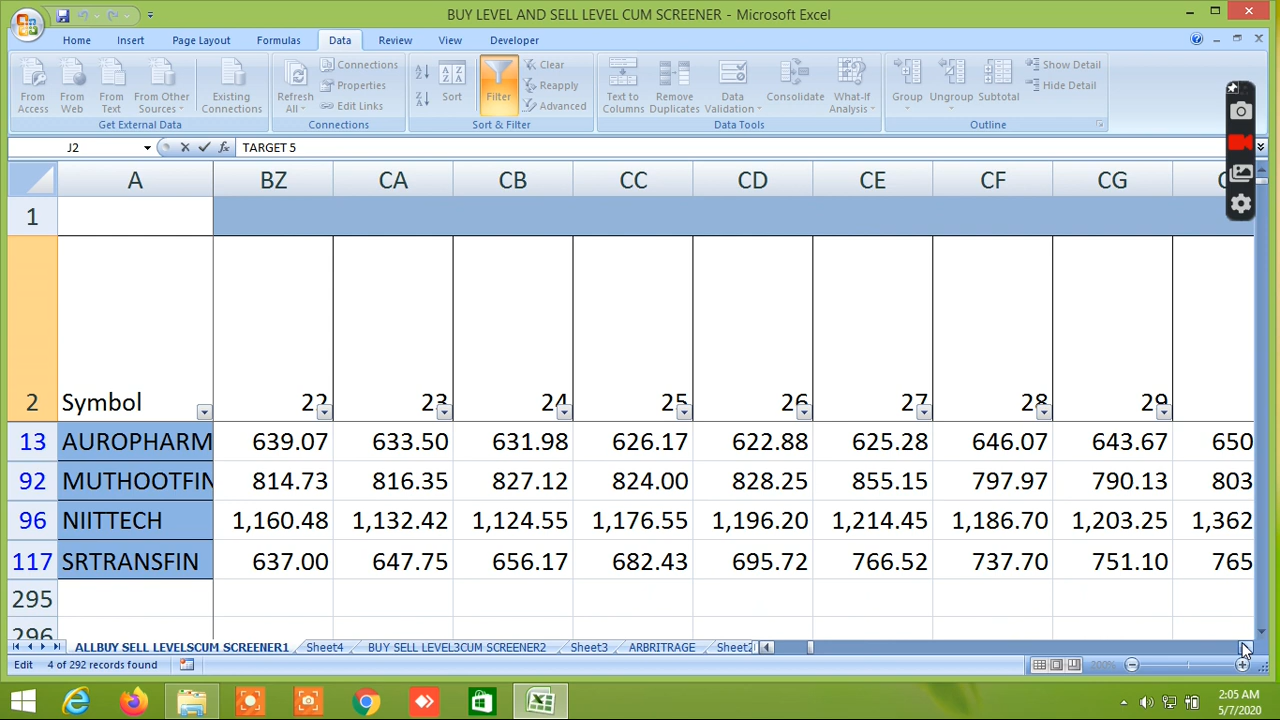 BUY LEVEL AND SELL LEVEL CUM SCREENER - Microsoft Excel
Home Insert Page Layout Formulas Data Review View Developer
From Access
From Web
From Text
From Other Sources
Existing Connections
Get External Data
Refresh All
Connections
Properties
Edit Links
Connections
Sort
Filter
Clear
Reapply
Advanced
Sort & Filter
Text to Columns
Remove Duplicates
Data Validation
Consolidate
What-If Analysis
Data Tools
Group
Ungroup
Subtotal
Show Detail
Hide Detail
Outline
J2 fx TARGET 5
A BZ CA CB CC CD CE CF CG
1
2 Symbol 22 23 24 25 26 27 28 29
13 AUROPHARM 639.07 633.50 631.98 626.17 622.88 625.28 646.07 643.67 650
92 MUTHOOTFIN 814.73 816.35 827.12 824.00 828.25 855.15 797.97 790.13 803
96 NIITTECH 1,160.48 1,132.42 1,124.55 1,176.55 1,196.20 1,214.45 1,186.70 1,203.25 1,362
117 SRTRANSFIN 637.00 647.75 656.17 682.43 695.72 766.52 737.70 751.10 765
295
296
ALLBUY SELL LEVELSCUM SCREENER1 Sheet4 BUY SELL LEVEL3CUM SCREENER2 Sheet3 ARBRITRAGE Sheet2
Edit 4 of 292 records found 200%
2:05 AM
5/7/2020